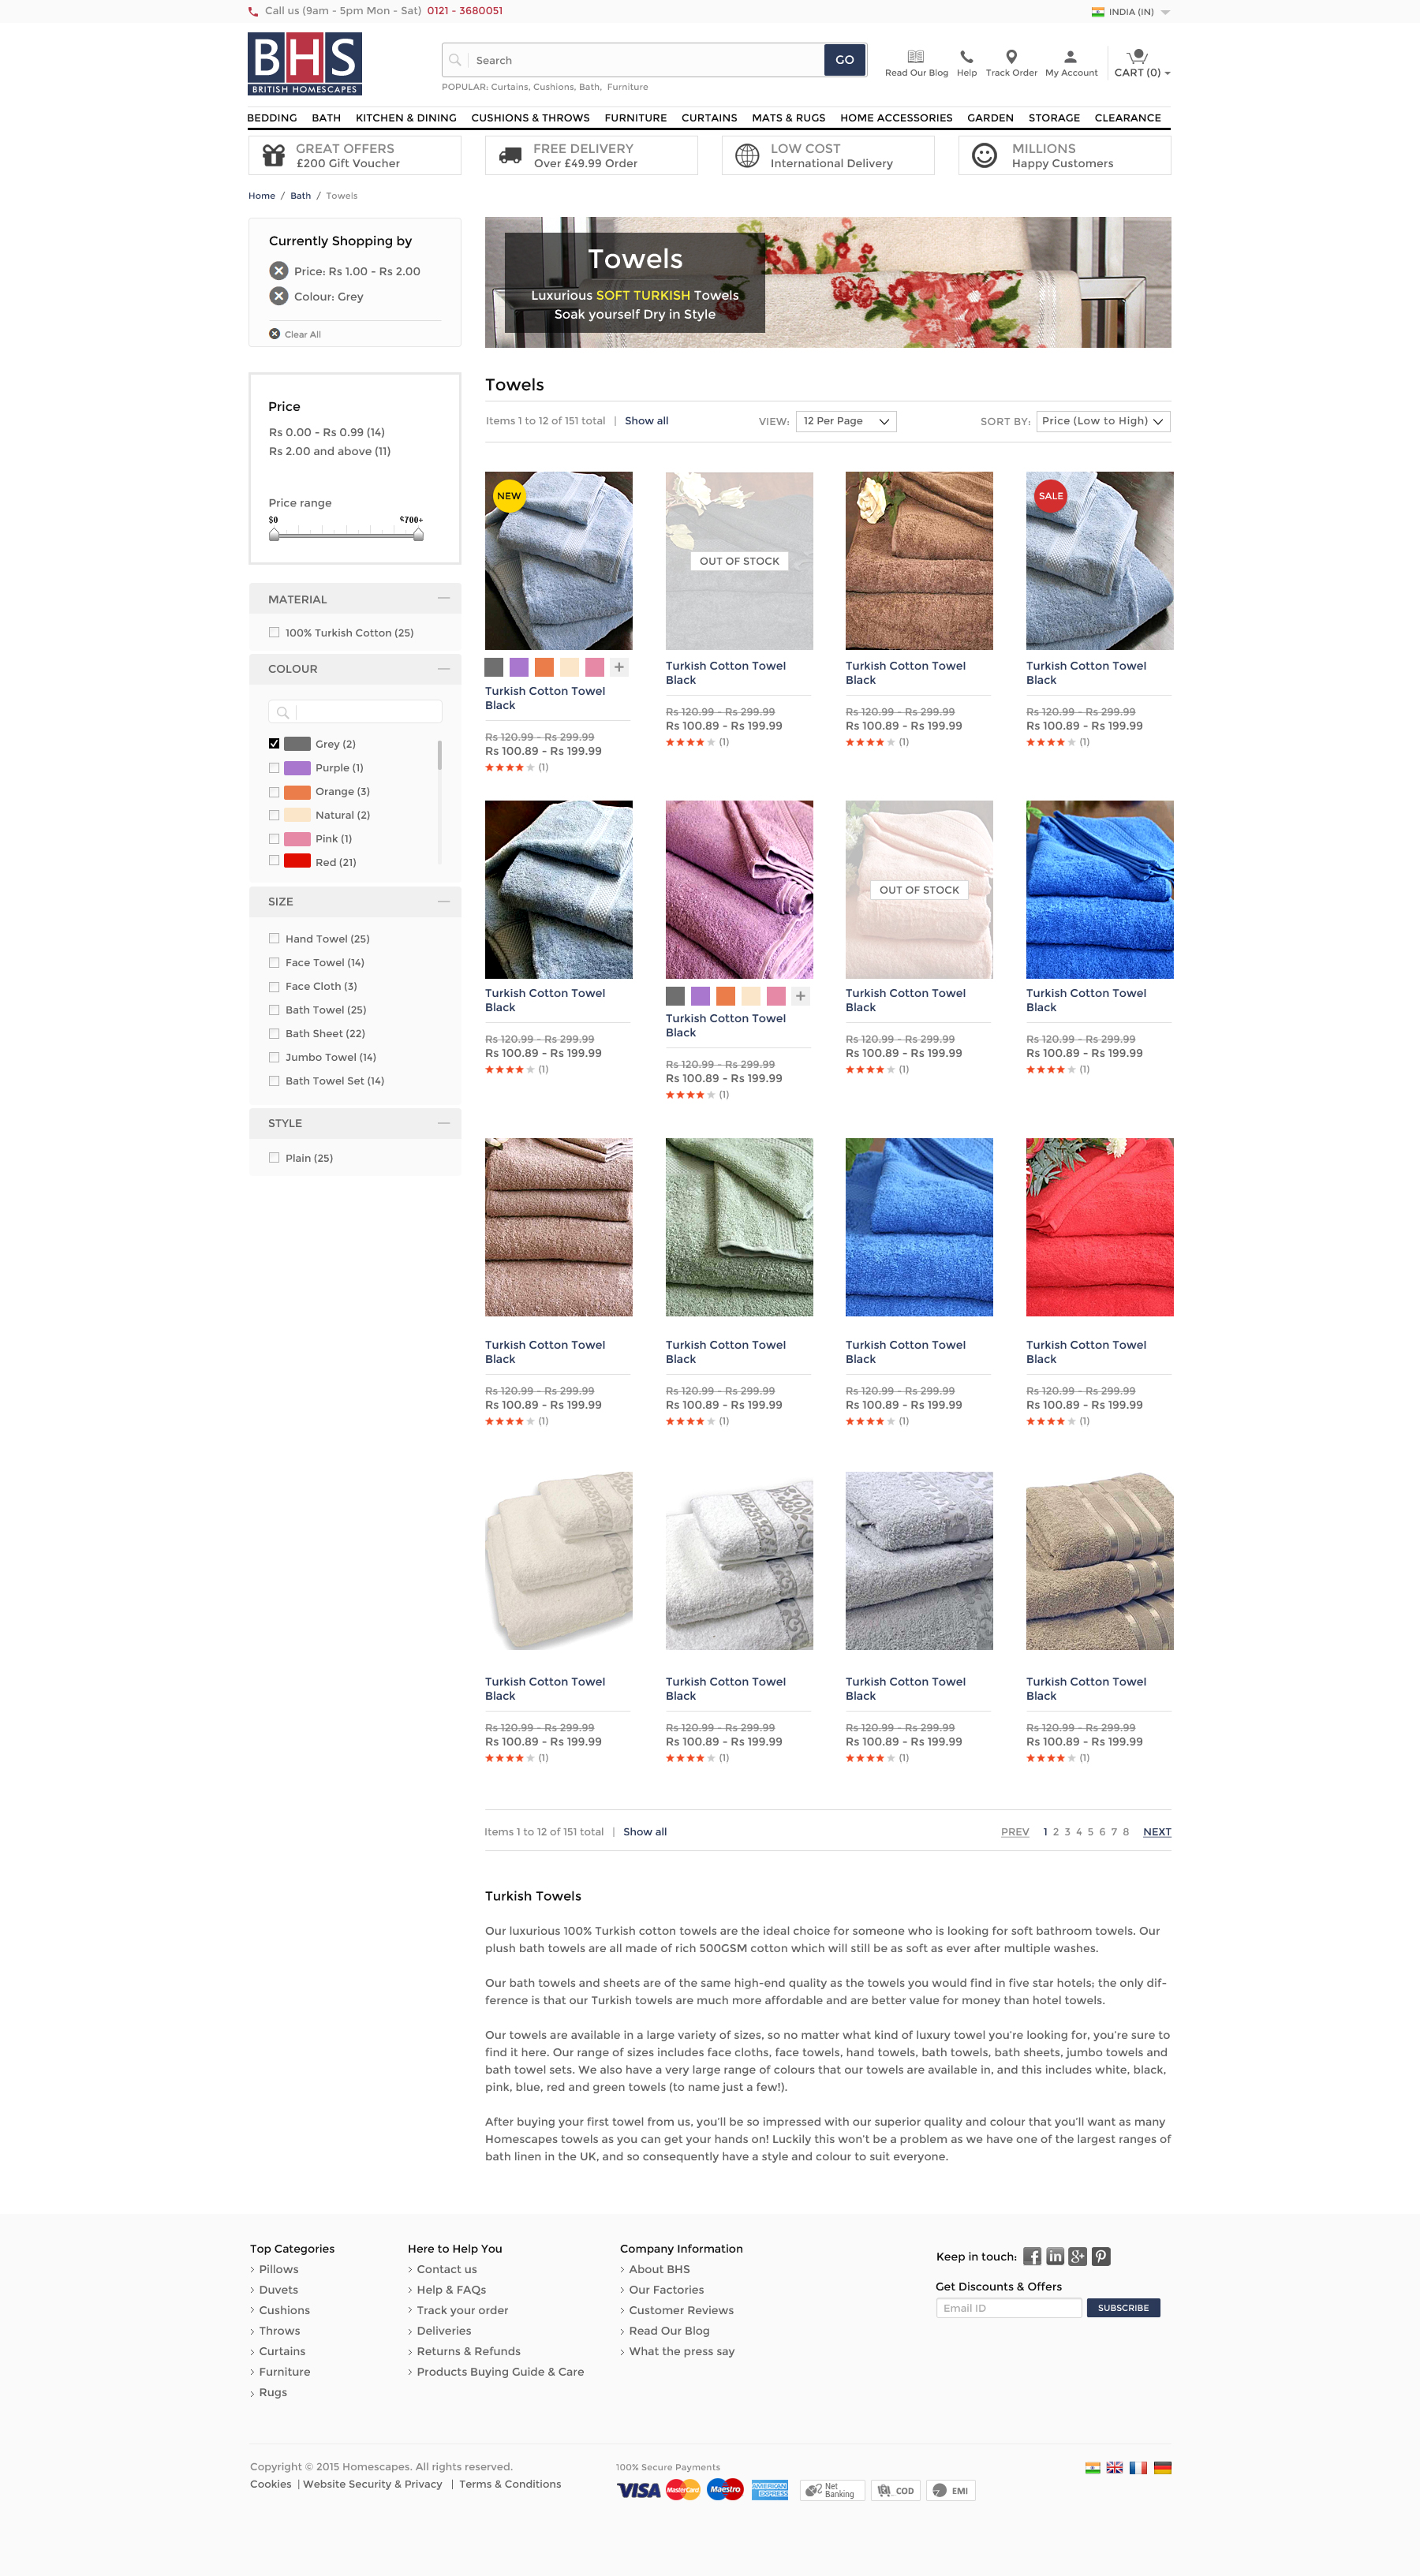 Call us (9am - 5pm Mon - Sat) 0121 - 3680051
INDIA (IN)
BHS
BRITISH HOMESCAPES
Search
GO
POPULAR: Curtains, Cushions, Bath, Furniture
Read Our Blog
Help
Track Order
My Account
CART (0)
BEDDING BATH KITCHEN & DINING CUSHIONS & THROWS FURNITURE CURTAINS MATS & RUGS HOME ACCESSORIES GARDEN STORAGE CLEARANCE
GREAT OFFERS
£200 Gift Voucher
FREE DELIVERY
Over £49.99 Order
LOW COST
International Delivery
MILLIONS
Happy Customers
Home / Bath / Towels
Currently Shopping by
Price: Rs 1.00 - Rs 2.00
Colour: Grey
Clear All
Price
Rs 0.00 - Rs 0.99 (14)
Rs 2.00 and above (11)
Price range
$0 $700+
MATERIAL
100% Turkish Cotton (25)
COLOUR
Grey (2)
Purple (1)
Orange (3)
Natural (2)
Pink (1)
Red (21)
SIZE
Hand Towel (25)
Face Towel (14)
Face Cloth (3)
Bath Towel (25)
Bath Sheet (22)
Jumbo Towel (14)
Bath Towel Set (14)
STYLE
Plain (25)
Towels
Luxurious SOFT TURKISH Towels
Soak yourself Dry in Style
Towels
Items 1 to 12 of 151 total | Show all
VIEW: 12 Per Page
SORT BY: Price (Low to High)
NEW
+
Turkish Cotton Towel
Black
Rs 120.99 - Rs 299.99
Rs 100.89 - Rs 199.99
(1)
OUT OF STOCK
Turkish Cotton Towel
Black
Rs 120.99 - Rs 299.99
Rs 100.89 - Rs 199.99
(1)
Turkish Cotton Towel
Black
Rs 120.99 - Rs 299.99
Rs 100.89 - Rs 199.99
(1)
SALE
Turkish Cotton Towel
Black
Rs 120.99 - Rs 299.99
Rs 100.89 - Rs 199.99
(1)
Turkish Cotton Towel
Black
Rs 120.99 - Rs 299.99
Rs 100.89 - Rs 199.99
(1)
+
Turkish Cotton Towel
Black
Rs 120.99 - Rs 299.99
Rs 100.89 - Rs 199.99
(1)
OUT OF STOCK
Turkish Cotton Towel
Black
Rs 120.99 - Rs 299.99
Rs 100.89 - Rs 199.99
(1)
Turkish Cotton Towel
Black
Rs 120.99 - Rs 299.99
Rs 100.89 - Rs 199.99
(1)
Turkish Cotton Towel
Black
Rs 120.99 - Rs 299.99
Rs 100.89 - Rs 199.99
(1)
Turkish Cotton Towel
Black
Rs 120.99 - Rs 299.99
Rs 100.89 - Rs 199.99
(1)
Turkish Cotton Towel
Black
Rs 120.99 - Rs 299.99
Rs 100.89 - Rs 199.99
(1)
Turkish Cotton Towel
Black
Rs 120.99 - Rs 299.99
Rs 100.89 - Rs 199.99
(1)
Turkish Cotton Towel
Black
Rs 120.99 - Rs 299.99
Rs 100.89 - Rs 199.99
(1)
Turkish Cotton Towel
Black
Rs 120.99 - Rs 299.99
Rs 100.89 - Rs 199.99
(1)
Turkish Cotton Towel
Black
Rs 120.99 - Rs 299.99
Rs 100.89 - Rs 199.99
(1)
Turkish Cotton Towel
Black
Rs 120.99 - Rs 299.99
Rs 100.89 - Rs 199.99
(1)
Items 1 to 12 of 151 total | Show all
PREV 1 2 3 4 5 6 7 8 NEXT
Turkish Towels
Our luxurious 100% Turkish cotton towels are the ideal choice for someone who is looking for soft bathroom towels. Our
plush bath towels are all made of rich 500GSM cotton which will still be as soft as ever after multiple washes.
Our bath towels and sheets are of the same high-end quality as the towels you would find in five star hotels; the only dif-
ference is that our Turkish towels are much more affordable and are better value for money than hotel towels.
Our towels are available in a large variety of sizes, so no matter what kind of luxury towel you're looking for, you're sure to
find it here. Our range of sizes includes face cloths, face towels, hand towels, bath towels, bath sheets, jumbo towels and
bath towel sets. We also have a very large range of colours that our towels are available in, and this includes white, black,
pink, blue, red and green towels (to name just a few!).
After buying your first towel from us, you'll be so impressed with our superior quality and colour that you'll want as many
Homescapes towels as you can get your hands on! Luckily this won't be a problem as we have one of the largest ranges of
bath linen in the UK, and so consequently have a style and colour to suit everyone.
Top Categories
Pillows
Duvets
Cushions
Throws
Curtains
Furniture
Rugs
Here to Help You
Contact us
Help & FAQs
Track your order
Deliveries
Returns & Refunds
Products Buying Guide & Care
Company Information
About BHS
Our Factories
Customer Reviews
Read Our Blog
What the press say
Keep in touch: f in g+ P
Get Discounts & Offers
Email ID
SUBSCRIBE
Copyright © 2015 Homescapes. All rights reserved.
Cookies | Website Security & Privacy | Terms & Conditions
100% Secure Payments
VISA
MasterCard
Maestro
AMERICAN EXPRESS
Net Banking
COD
EMI